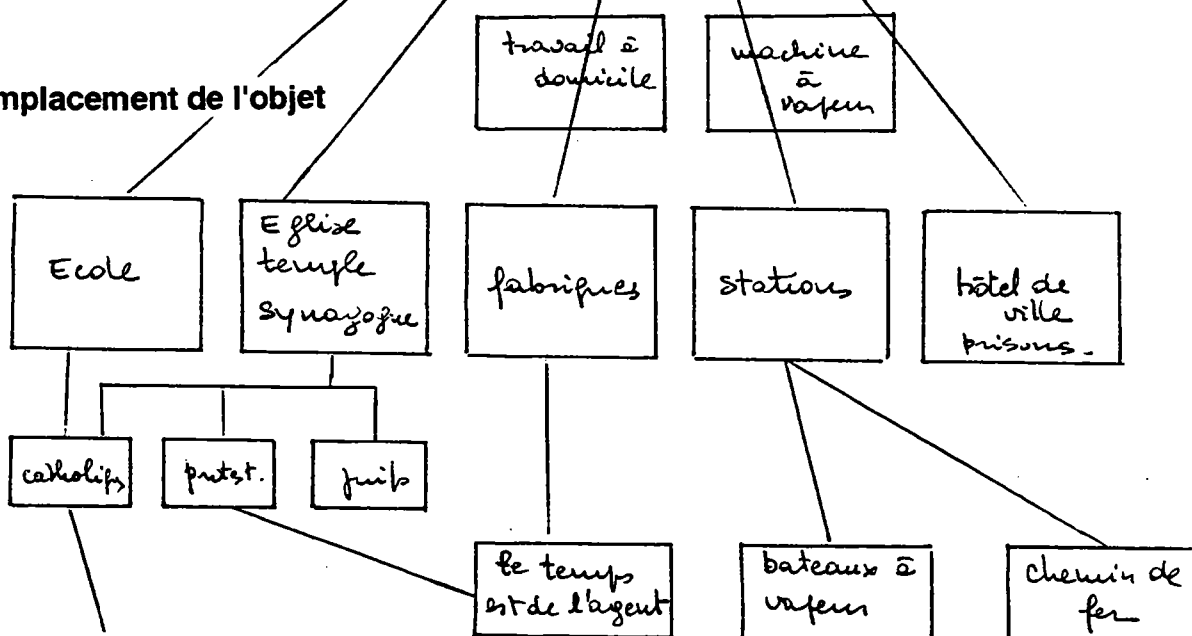 travail à
domicile
machine
à
vapeur
mplacement de l'objet
Ecole
Eglise
temple
synagogue
fabriques
stations
hôtel de
ville
prisons.
catholiqs
protest.
juifs
le temps
est de l'argent
bateaux à
vapeur
chemin de
fer